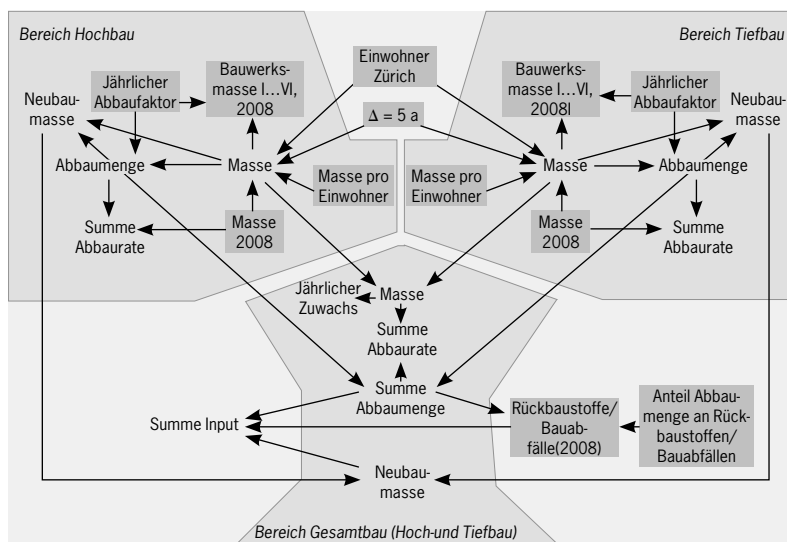 Bereich Hochbau
Bereich Tiefbau
Neubau-
masse
Jährlicher
Abbaufaktor
Bauwerks-
masse I...VI,
2008
Einwohner
Zürich
Δ = 5 a
Bauwerks-
masse I...VI,
2008I
Jährlicher
Abbaufaktor
Neubau-
masse
Abbaumenge
Masse
Masse pro
Einwohner
Masse pro
Einwohner
Masse
Abbaumenge
Summe
Abbaurate
Masse
2008
Masse
2008
Summe
Abbaurate
Jährlicher
Zuwachs
Masse
Summe
Abbaurate
Summe
Abbaumenge
Summe Input
Rückbaustoffe/
Bauab-
fälle(2008)
Anteil Abbau-
menge an Rück-
baustoffen/
Bauabfällen
Neubau-
masse
Bereich Gesamtbau (Hoch-und Tiefbau)